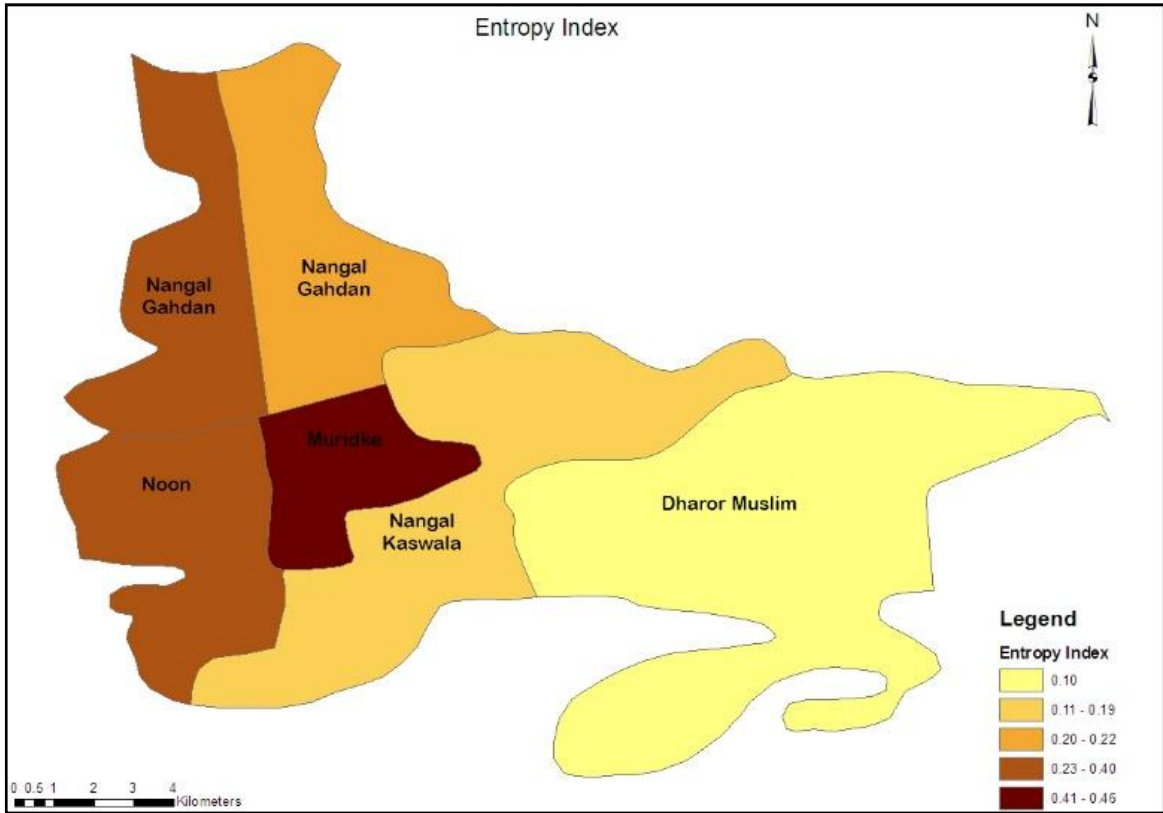 Entropy Index
N
Nangal
Gahdan
Nangal
Gahdan
Muridke
Noon
Nangal
Kaswala
Dharor Muslim
Legend
Entropy Index
0.10
0.11 - 0.19
0.20 - 0.22
0.23 - 0.40
0.41 - 0.46
0 0.5 1 2 3 4
Kilometers